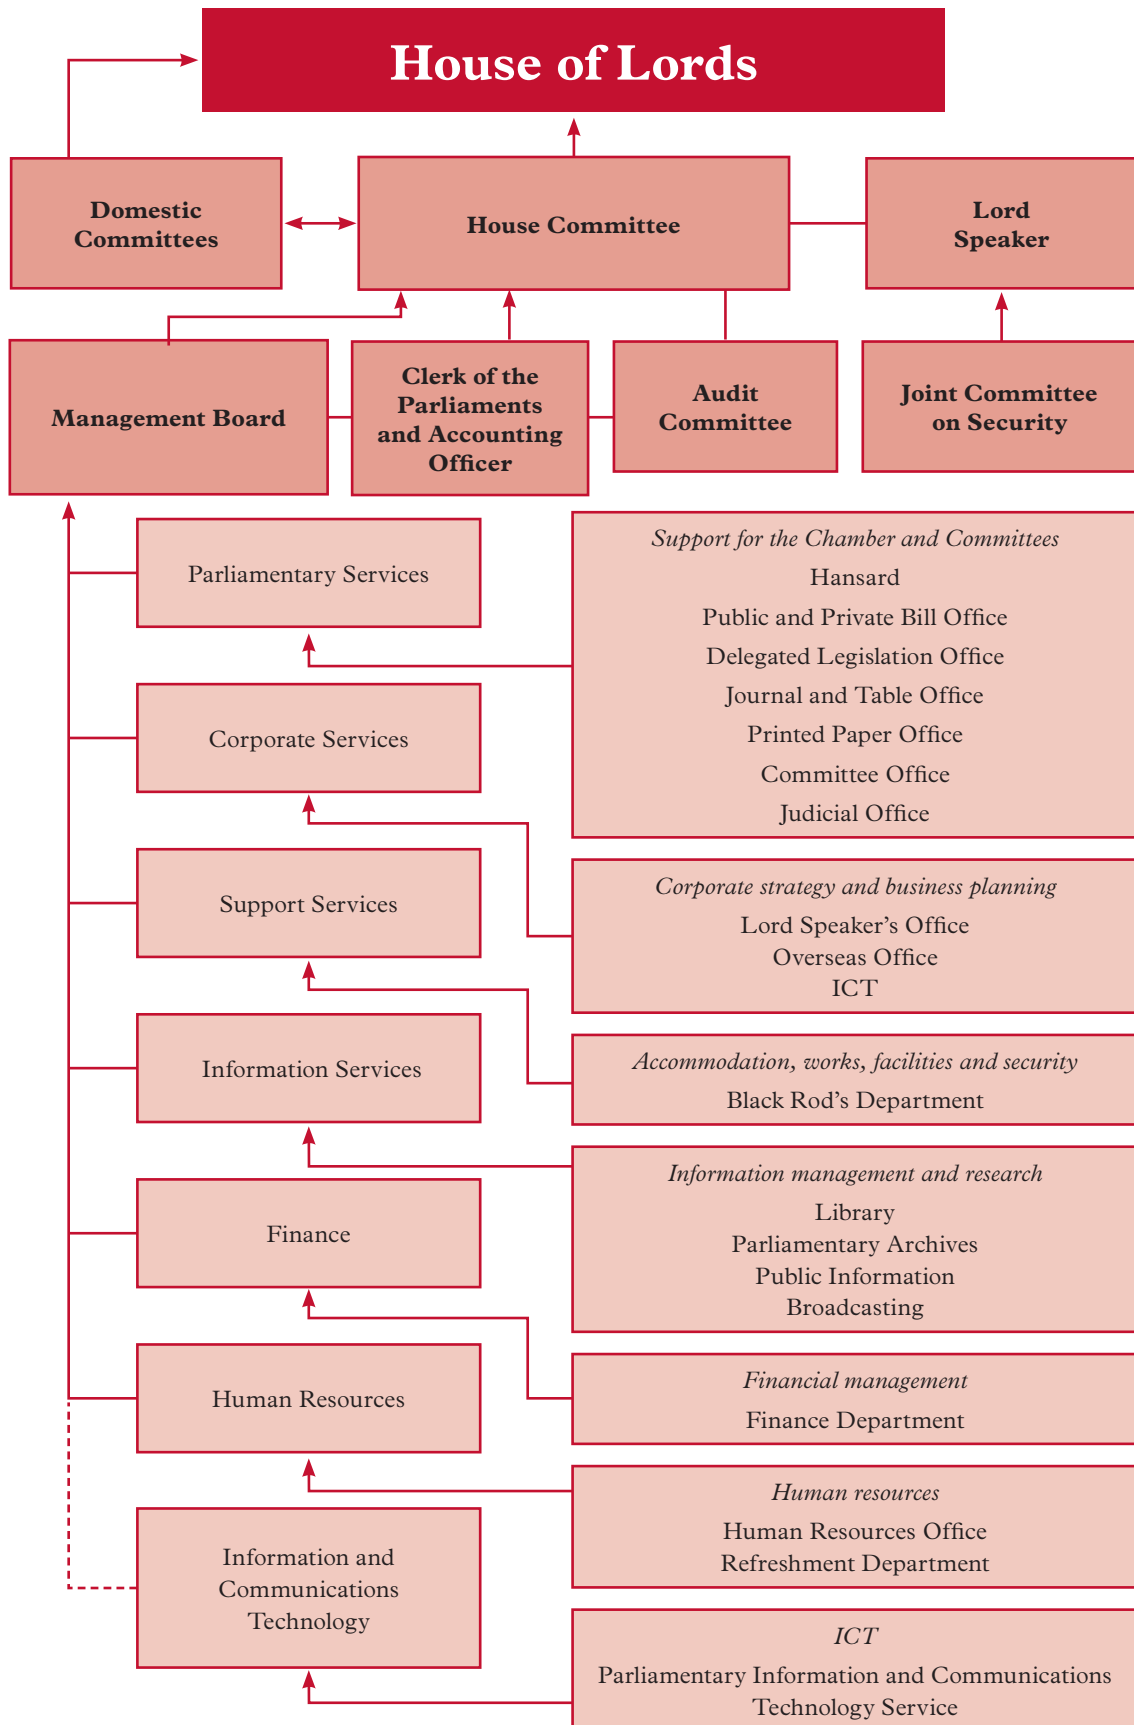 House of Lords
Domestic
Committees
House Committee
Lord
Speaker
Management Board
Clerk of the
Parliaments
and Accounting
Officer
Audit
Committee
Joint Committee
on Security
Parliamentary Services
Support for the Chamber and Committees
Hansard
Public and Private Bill Office
Delegated Legislation Office
Journal and Table Office
Printed Paper Office
Committee Office
Judicial Office
Corporate Services
Corporate strategy and business planning
Lord Speaker’s Office
Overseas Office
ICT
Support Services
Accommodation, works, facilities and security
Black Rod’s Department
Information Services
Information management and research
Library
Parliamentary Archives
Public Information
Broadcasting
Finance
Financial management
Finance Department
Human Resources
Human resources
Human Resources Office
Refreshment Department
Information and
Communications
Technology
ICT
Parliamentary Information and Communications
Technology Service